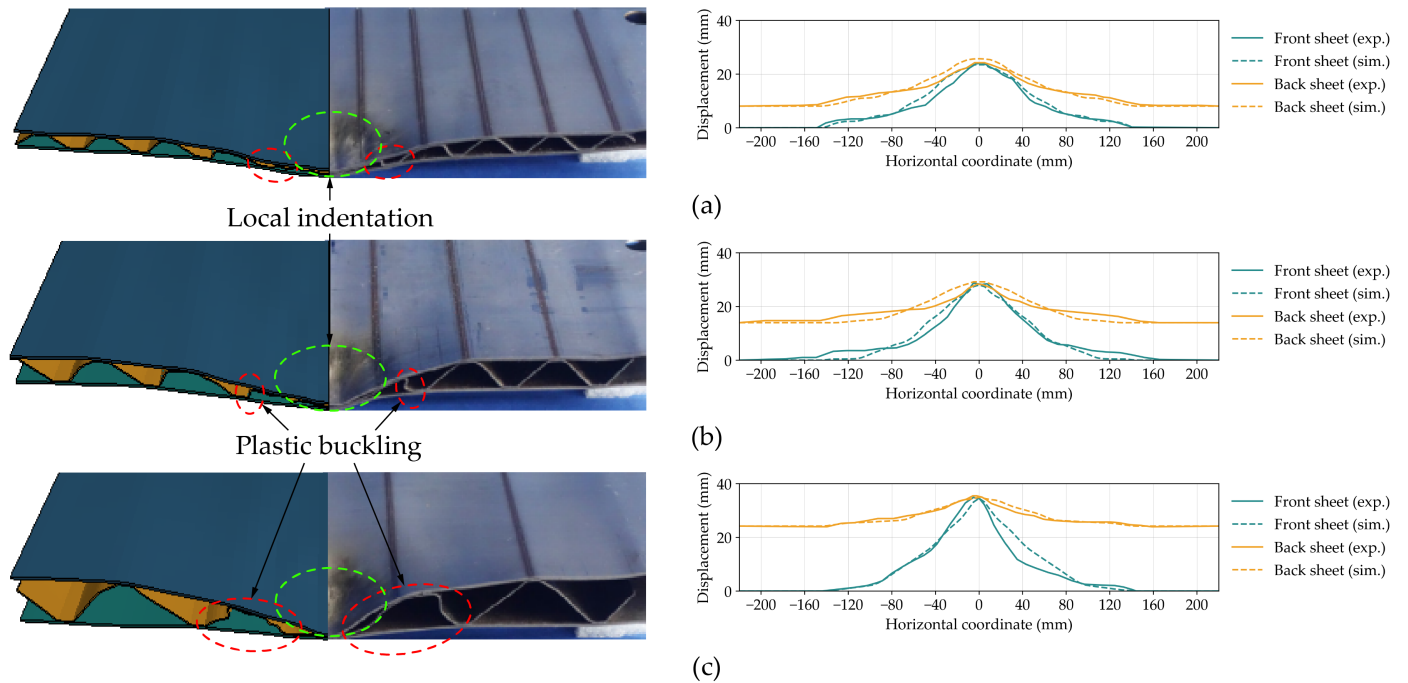 Local indentation
Plastic buckling
Displacement (mm)
40
20
0
−200
−160
−120
−80
−40
0
40
80
120
160
200
Horizontal coordinate (mm)
Front sheet (exp.)
Front sheet (sim.)
Back sheet (exp.)
Back sheet (sim.)
(a)
Displacement (mm)
40
20
0
−200
−160
−120
−80
−40
0
40
80
120
160
200
Horizontal coordinate (mm)
Front sheet (exp.)
Front sheet (sim.)
Back sheet (exp.)
Back sheet (sim.)
(b)
Displacement (mm)
40
20
0
−200
−160
−120
−80
−40
0
40
80
120
160
200
Horizontal coordinate (mm)
Front sheet (exp.)
Front sheet (sim.)
Back sheet (exp.)
Back sheet (sim.)
(c)